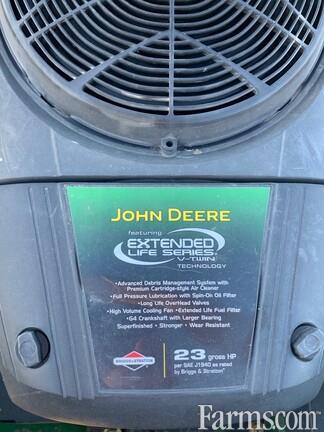 JOHN DEERE
featuring
EXTENDED
LIFE SERIES®
V-TWIN
TECHNOLOGY
•Advanced Debris Management System with
Premium Cartridge-style Air Cleaner
•Full Pressure Lubrication with Spin-On Oil Filter
•Long Life Overhead Valves
•High Volume Cooling Fan •Extended Life Fuel Filter
•G4 Crankshaft with Larger Bearing
Superfinished • Stronger • Wear Resistant
BRIGGS & STRATTON
23 gross HP
per SAE J1940 as rated
by Briggs & Stratton
Farms.com